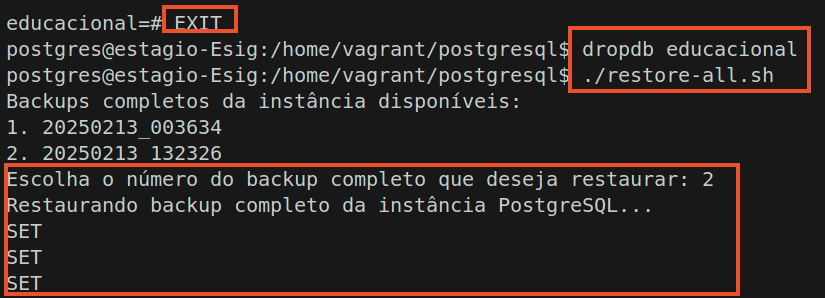 educacional=# EXIT
postgres@estagio-Esig:/home/vagrant/postgresql$ dropdb educacional
postgres@estagio-Esig:/home/vagrant/postgresql$ ./restore-all.sh
Backups completos da instância disponíveis:
1. 20250213_003634
2. 20250213_132326
Escolha o número do backup completo que deseja restaurar: 2
Restaurando backup completo da instância PostgreSQL...
SET
SET
SET